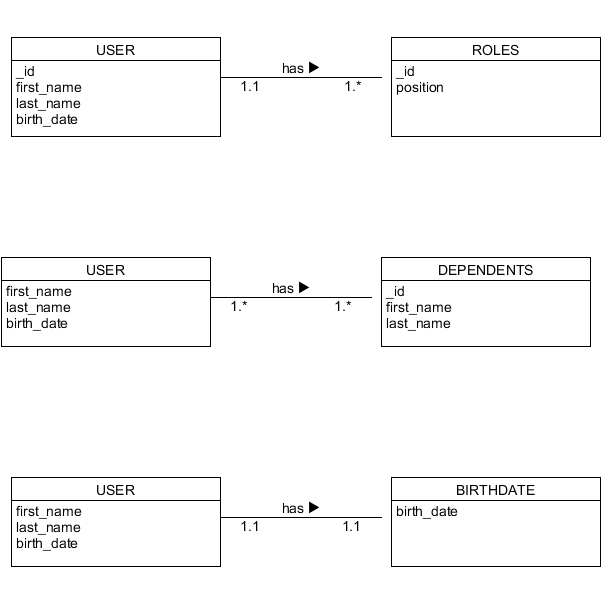 USER
_id
first_name
last_name
birth_date
has ▶
1.1 1.*
ROLES
_id
position
USER
first_name
last_name
birth_date
has ▶
1.* 1.*
DEPENDENTS
_id
first_name
last_name
USER
first_name
last_name
birth_date
has ▶
1.1 1.1
BIRTHDATE
birth_date